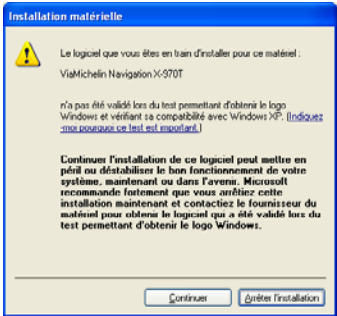 Installation matérielle
Le logiciel que vous êtes en train d'installer pour ce matériel :
ViaMichelin Navigation X-970T
n'a pas été validé lors du test permettant d'obtenir le logo
Windows et vérifiant sa compatibilité avec Windows XP. (Indiquez
-moi pourquoi ce test est important.)
Continuer l'installation de ce logiciel peut mettre en
péril ou déstabiliser le bon fonctionnement de votre
système, maintenant ou dans l'avenir. Microsoft
recommande fortement que vous arrêtiez cette
installation maintenant et contactiez le fournisseur du
matériel pour obtenir le logiciel qui a été validé lors du
test permettant d'obtenir le logo Windows.
Continuer
Arrêter l'installation